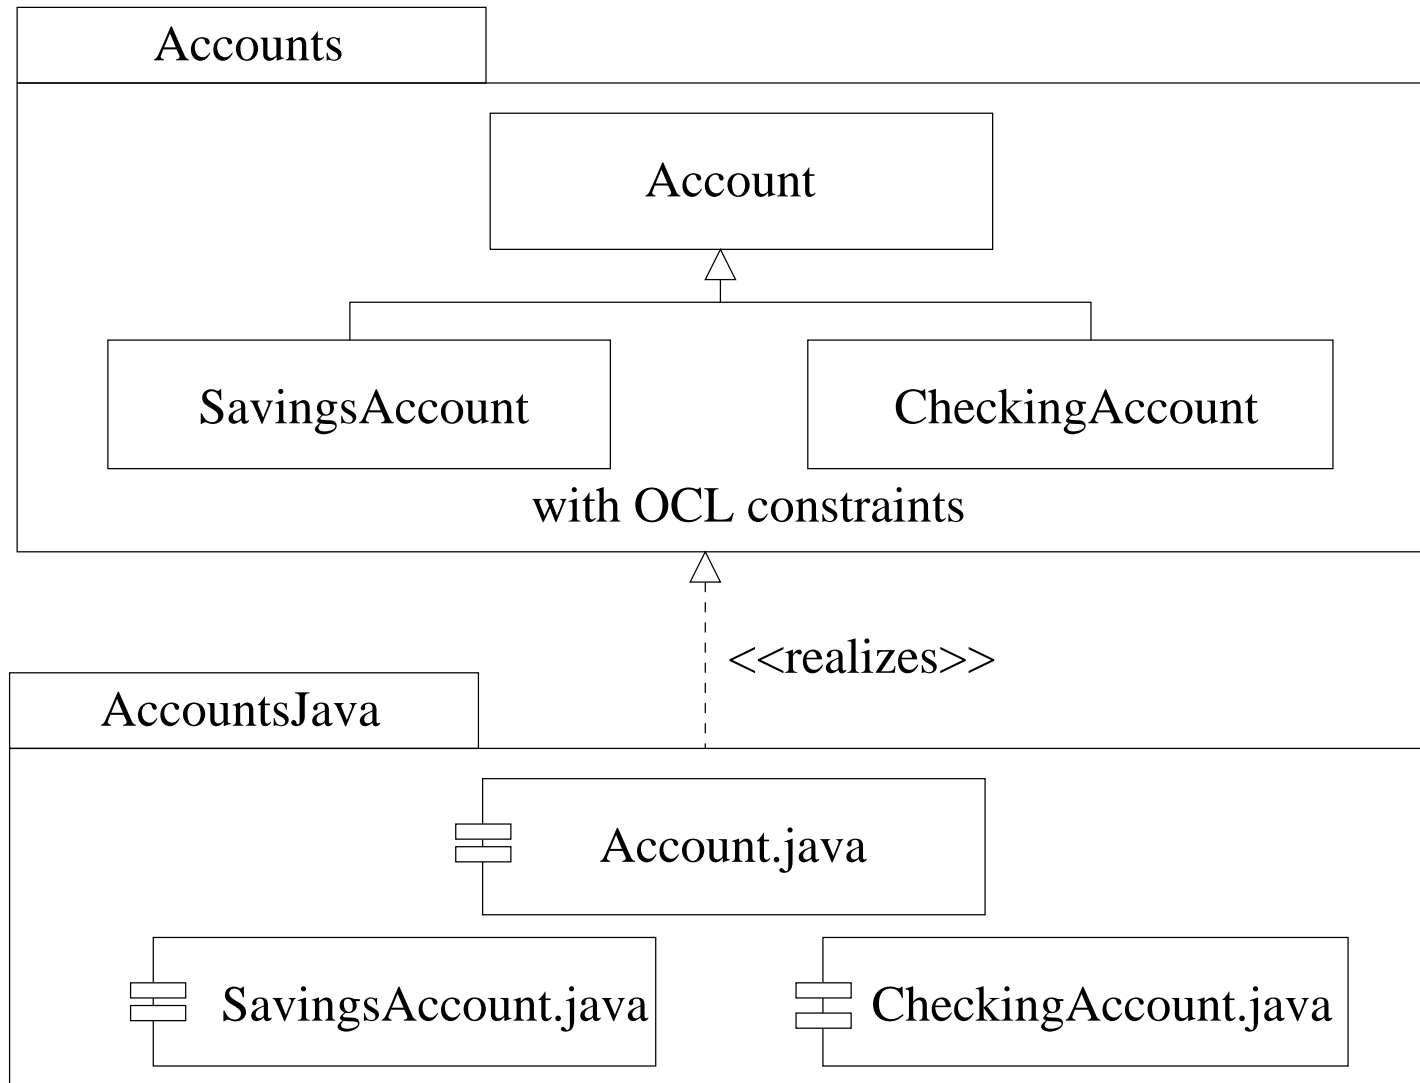 Accounts
Account
SavingsAccount
CheckingAccount
with OCL constraints
<<realizes>>
AccountsJava
Account.java
SavingsAccount.java
CheckingAccount.java